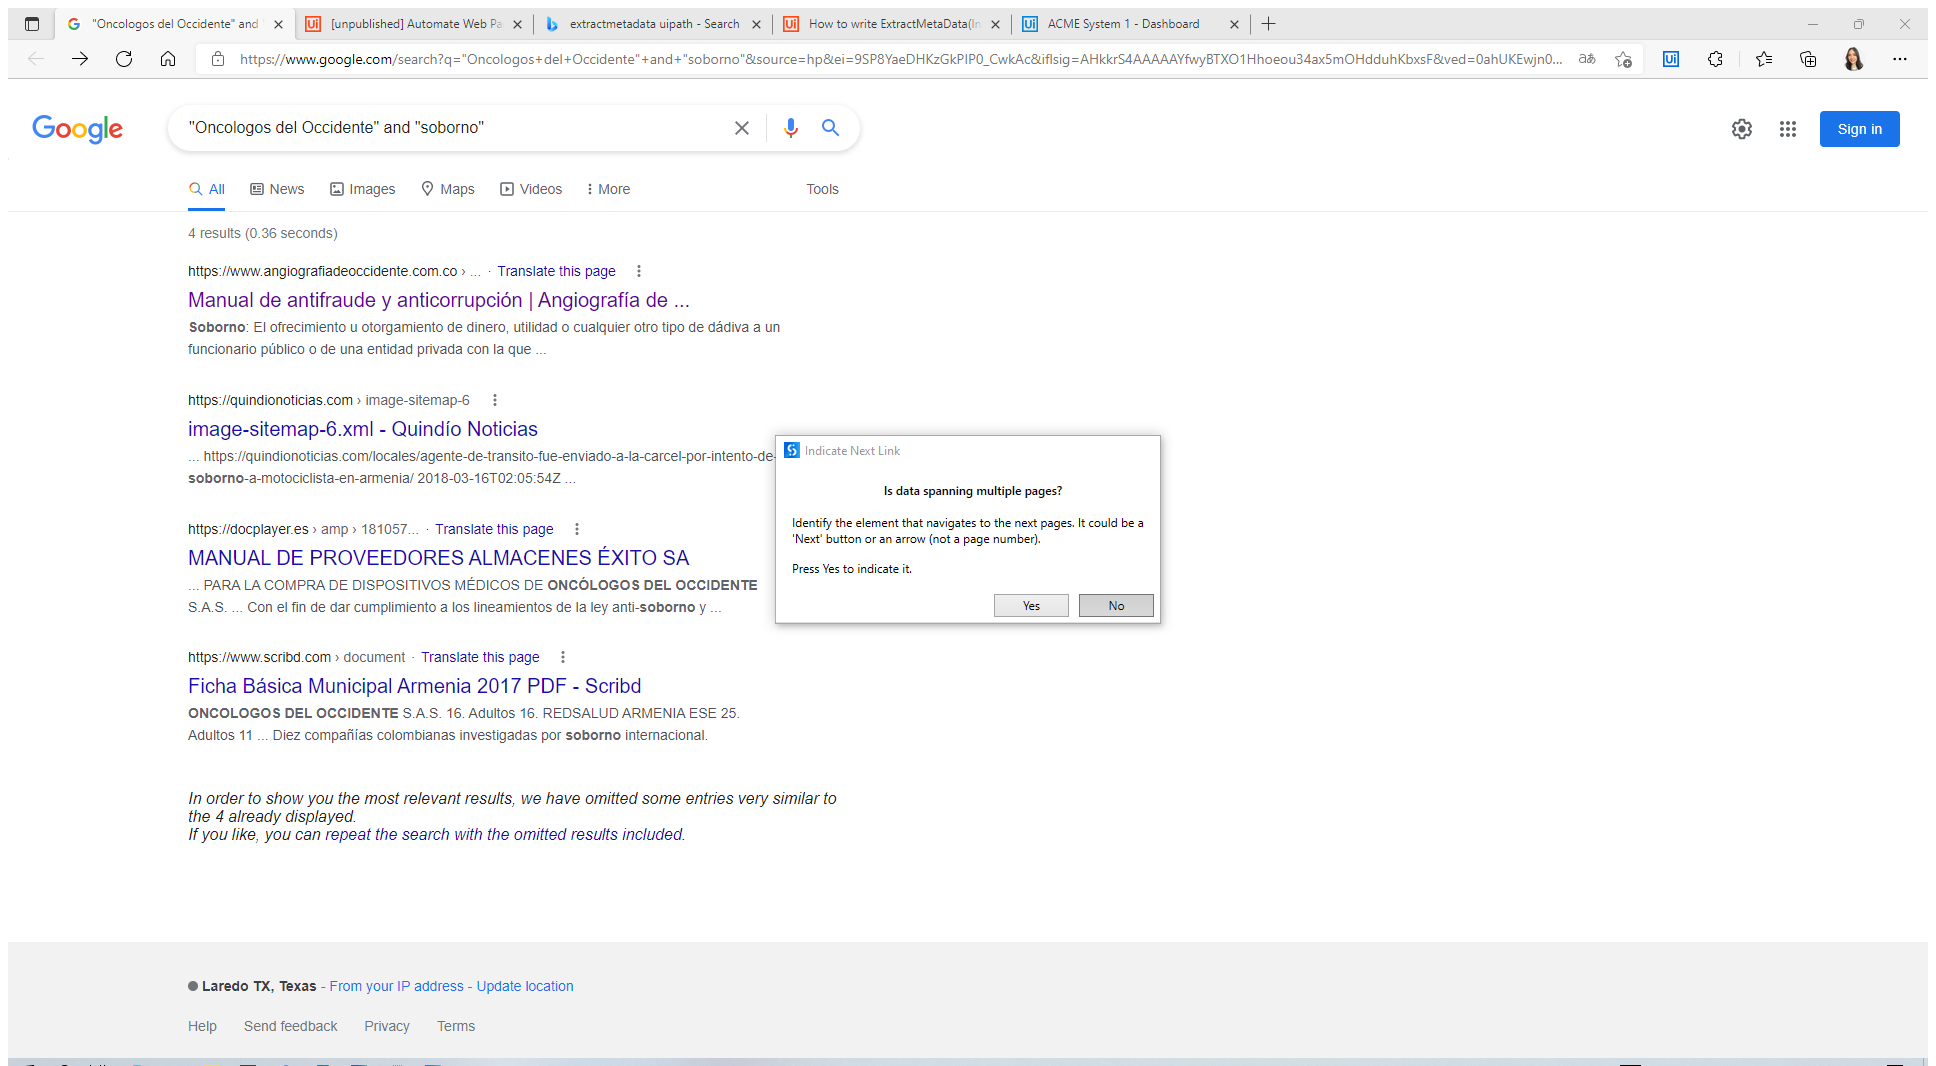 "Oncologos del Occidente" and
[unpublished] Automate Web Pa
extractmetadata uipath - Search
How to write ExtractMetaData(In
ACME System 1 - Dashboard
https://www.google.com/search?q="Oncologos+del+Occidente"+and+"soborno"&source=hp&ei=9SP8YaeDHKzGkPIP0_CwkAc&iflsig=AHkkrS4AAAAAYfwyBTXO1Hhoeou34ax5mOHdduhKbxsF&ved=0ahUKEwjn0...
Google
"Oncologos del Occidente" and "soborno"
Sign in
All
News
Images
Maps
Videos
More
Tools
4 results (0.36 seconds)
https://www.angiografiadeoccidente.com.co › ... · Translate this page
Manual de antifraude y anticorrupción | Angiografía de ...
Soborno: El ofrecimiento u otorgamiento de dinero, utilidad o cualquier otro tipo de dádiva a un
funcionario público o de una entidad privada con la que ...
https://quindionoticias.com › image-sitemap-6
image-sitemap-6.xml - Quindío Noticias
... https://quindionoticias.com/locales/agente-de-transito-fue-enviado-a-la-carcel-por-intento-de-
soborno-a-motociclista-en-armenia/ 2018-03-16T02:05:54Z ...
https://docplayer.es › amp › 181057... · Translate this page
MANUAL DE PROVEEDORES ALMACENES ÉXITO SA
... PARA LA COMPRA DE DISPOSITIVOS MÉDICOS DE ONCÓLOGOS DEL OCCIDENTE
S.A.S. ... Con el fin de dar cumplimiento a los lineamientos de la ley anti-soborno y ...
https://www.scribd.com › document · Translate this page
Ficha Básica Municipal Armenia 2017 PDF - Scribd
ONCOLOGOS DEL OCCIDENTE S.A.S. 16. Adultos 16. REDSALUD ARMENIA ESE 25.
Adultos 11 ... Diez compañías colombianas investigadas por soborno internacional.
In order to show you the most relevant results, we have omitted some entries very similar to
the 4 already displayed.
If you like, you can repeat the search with the omitted results included.
Indicate Next Link
Is data spanning multiple pages?
Identify the element that navigates to the next pages. It could be a
'Next' button or an arrow (not a page number).
Press Yes to indicate it.
Yes
No
Laredo TX, Texas - From your IP address - Update location
Help
Send feedback
Privacy
Terms